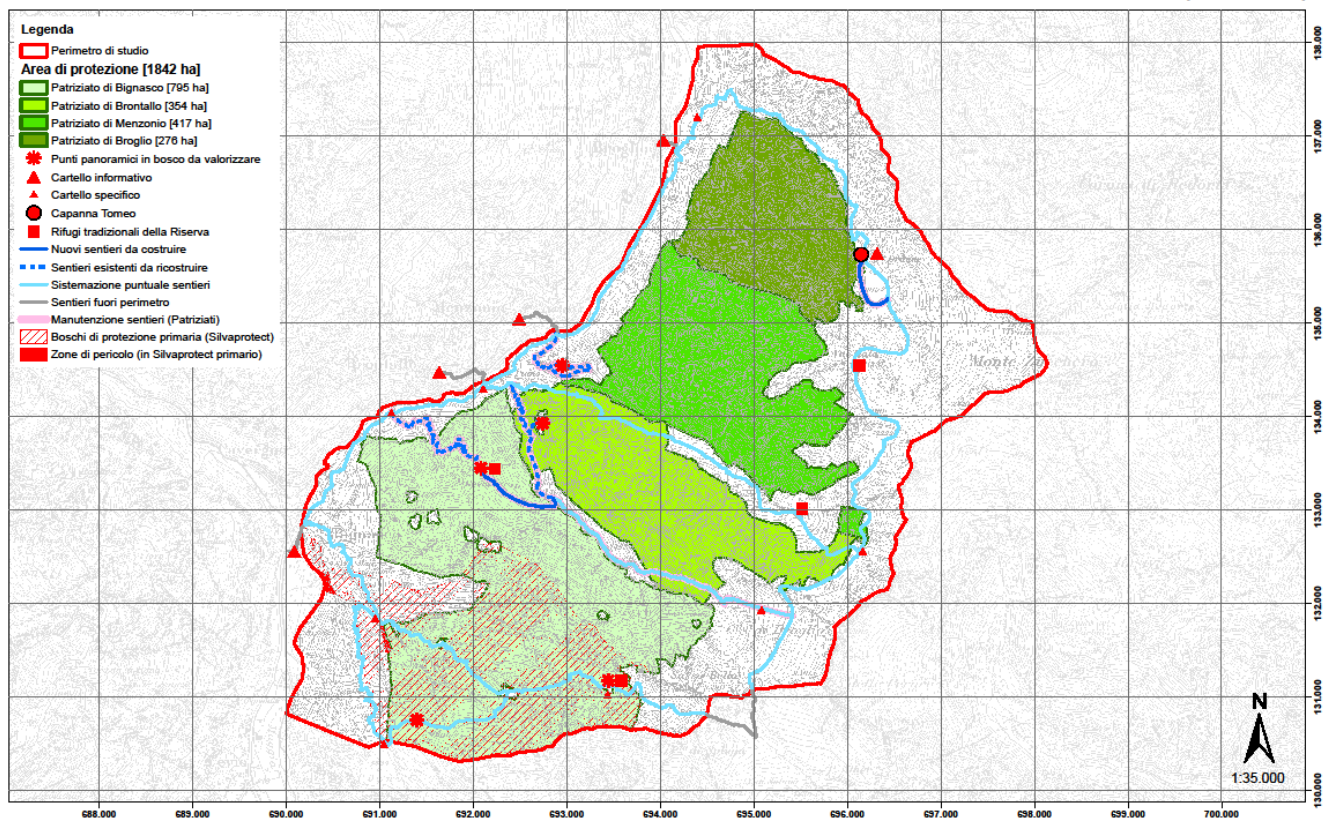 Legenda
Perimetro di studio
Area di protezione [1842 ha]
Patriziato di Bignasco [795 ha]
Patriziato di Brontallo [354 ha]
Patriziato di Menzonio [417 ha]
Patriziato di Broglio [276 ha]
Punti panoramici in bosco da valorizzare
Cartello informativo
Cartello specifico
Capanna Tomeo
Rifugi tradizionali della Riserva
Nuovi sentieri da costruire
Sentieri esistenti da ricostruire
Sistemazione puntuale sentieri
Sentieri fuori perimetro
Manutenzione sentieri (Patriziati)
Boschi di protezione primaria (Silvaprotect)
Zone di pericolo (in Silvaprotect primario)
138.000
137.000
136.000
135.000
134.000
133.000
132.000
131.000
130.000
Monte
N
1:35.000
688.000 689.000 690.000 691.000 692.000 693.000 694.000 695.000 696.000 697.000 698.000 699.000 700.000